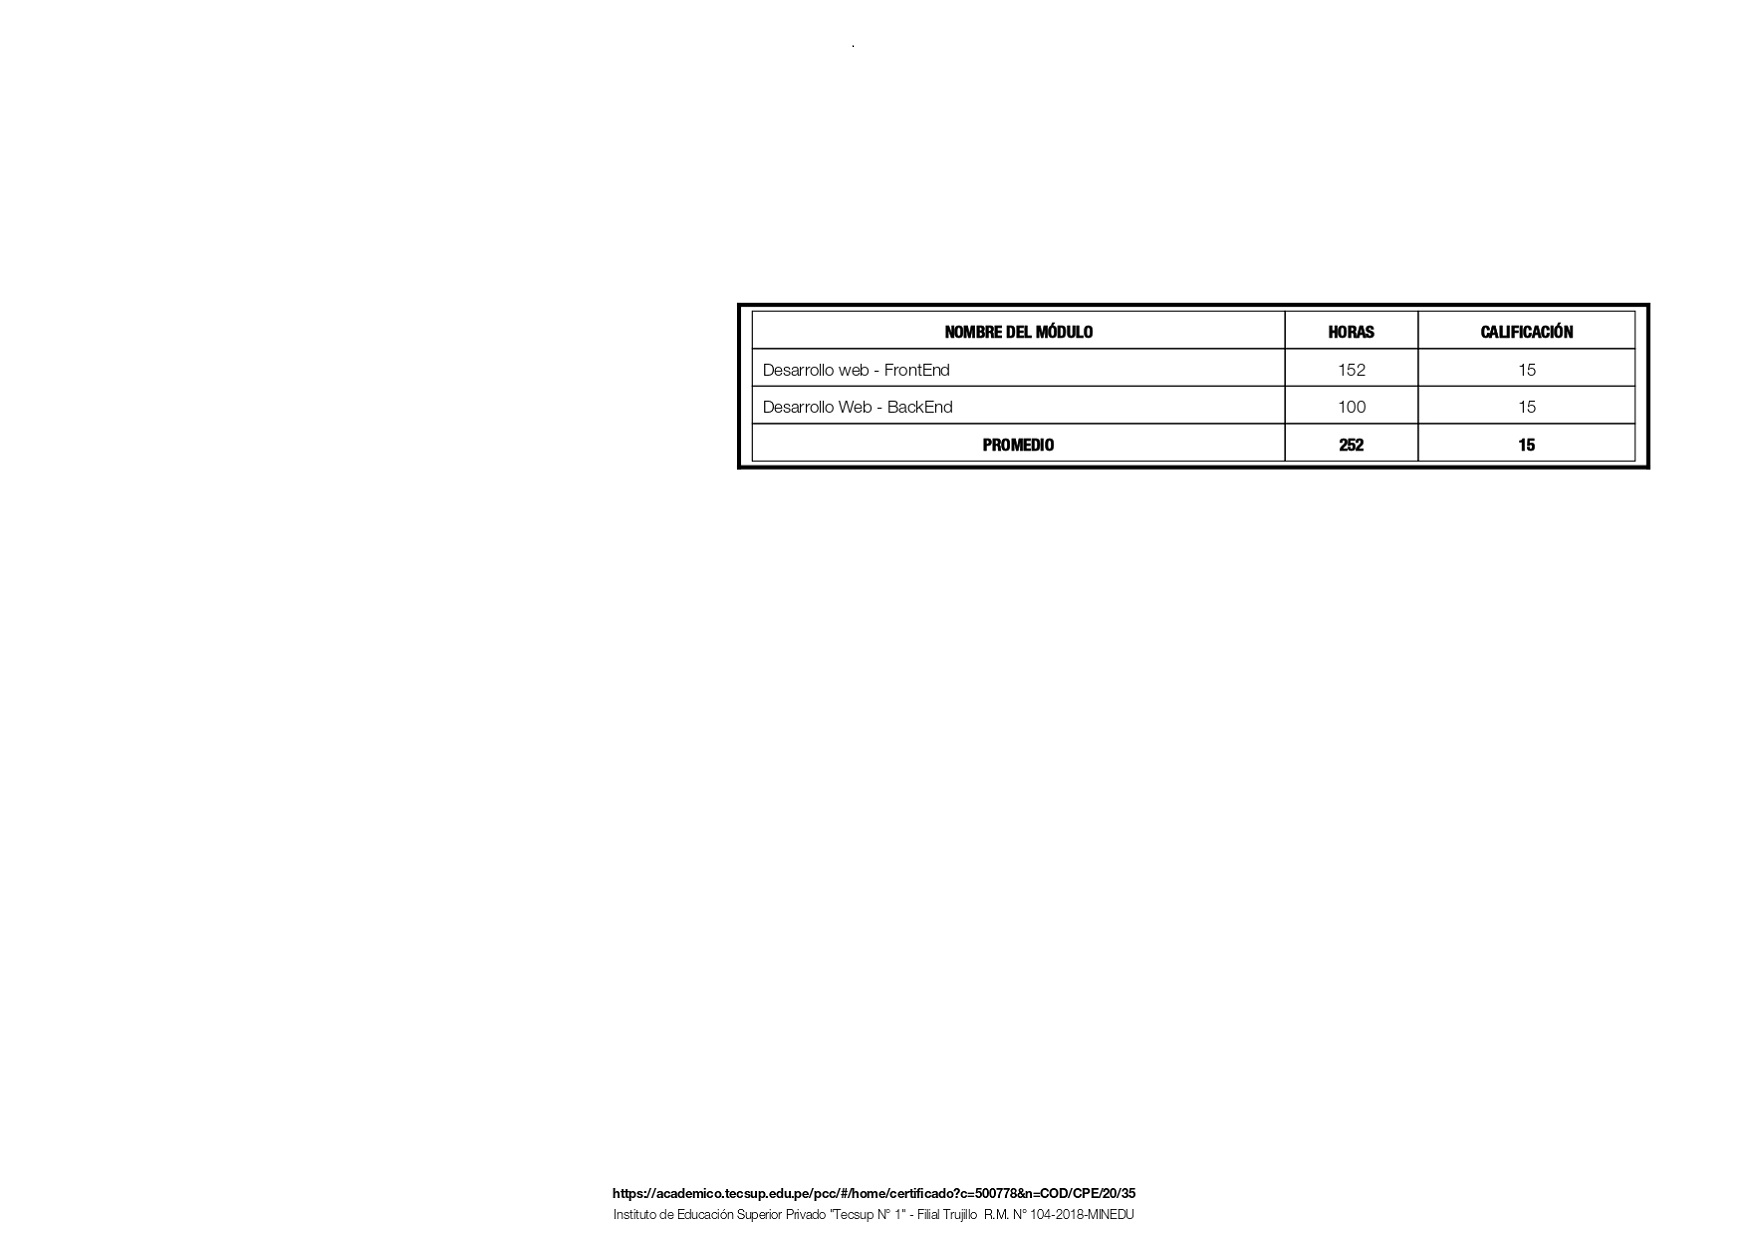 NOMBRE DEL MÓDULO HORAS CALIFICACIÓN
Desarrollo web - FrontEnd 152 15
Desarrollo Web - BackEnd 100 15
PROMEDIO 252 15
https://academico.tecsup.edu.pe/pcc/#/home/certificado?c=500778&n=COD/CPE/20/35
Instituto de Educación Superior Privado "Tecsup N° 1" - Filial Trujillo R.M. N° 104-2018-MINEDU